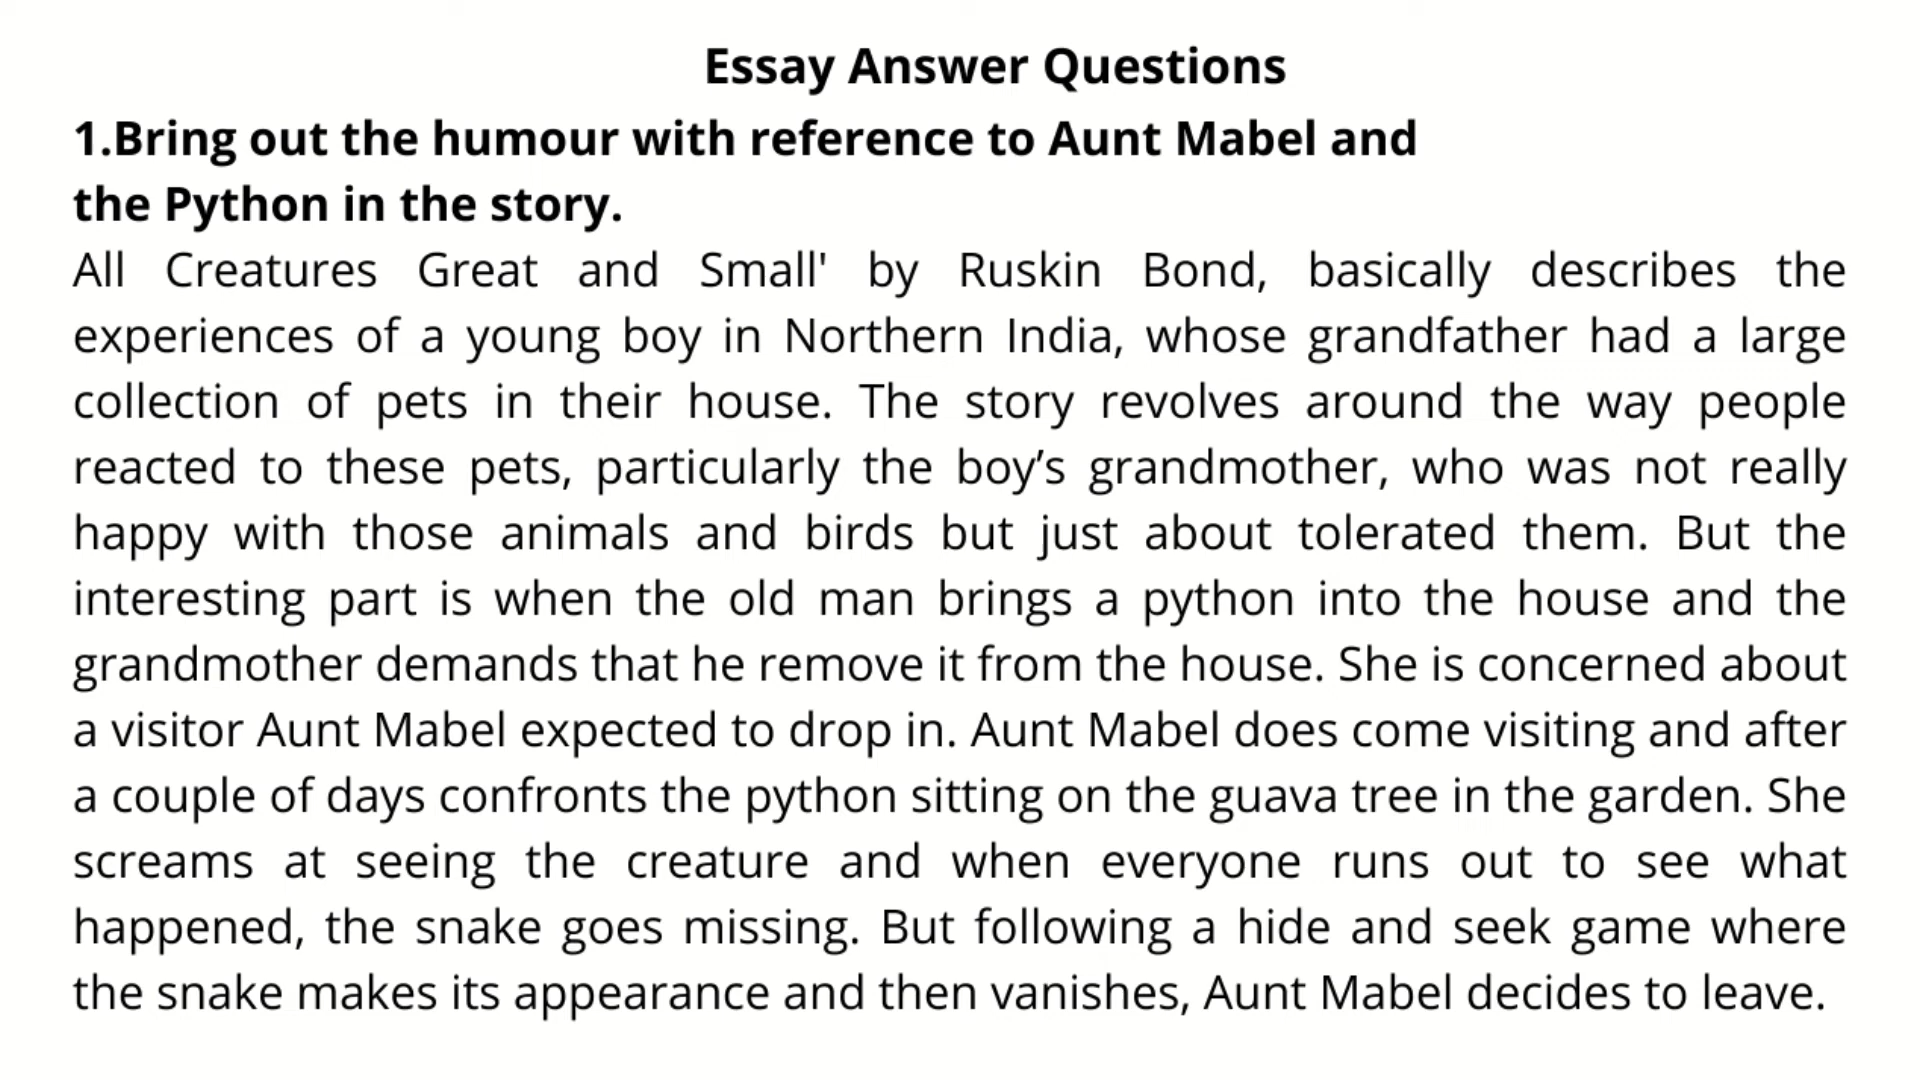 Essay Answer Questions
1.Bring out the humour with reference to Aunt Mabel and
the Python in the story.
All Creatures Great and Small' by Ruskin Bond, basically describes the
experiences of a young boy in Northern India, whose grandfather had a large
collection of pets in their house. The story revolves around the way people
reacted to these pets, particularly the boy’s grandmother, who was not really
happy with those animals and birds but just about tolerated them. But the
interesting part is when the old man brings a python into the house and the
grandmother demands that he remove it from the house. She is concerned about
a visitor Aunt Mabel expected to drop in. Aunt Mabel does come visiting and after
a couple of days confronts the python sitting on the guava tree in the garden. She
screams at seeing the creature and when everyone runs out to see what
happened, the snake goes missing. But following a hide and seek game where
the snake makes its appearance and then vanishes, Aunt Mabel decides to leave.